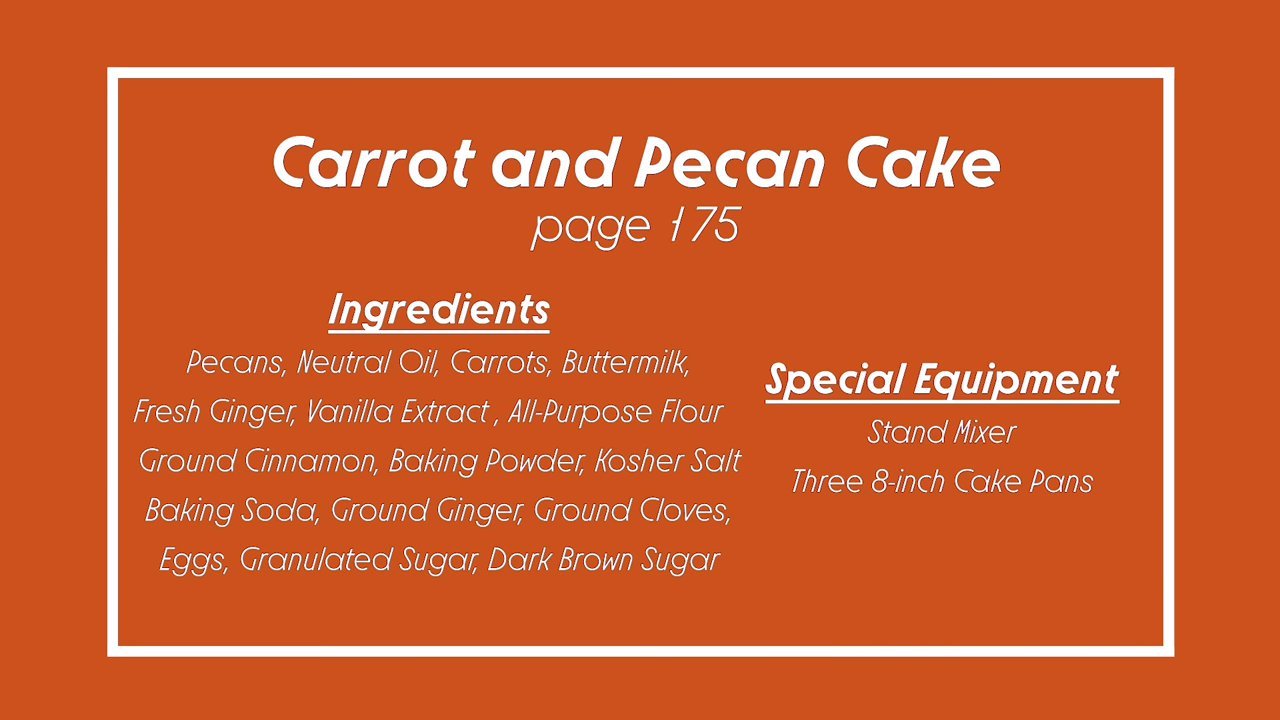 Carrot and Pecan Cake
page 175
Ingredients
Pecans, Neutral Oil, Carrots, Buttermilk,
Fresh Ginger, Vanilla Extract , All-Purpose Flour
Ground Cinnamon, Baking Powder, Kosher Salt
Baking Soda, Ground Ginger, Ground Cloves,
Eggs, Granulated Sugar, Dark Brown Sugar
Special Equipment
Stand Mixer
Three 8-inch Cake Pans